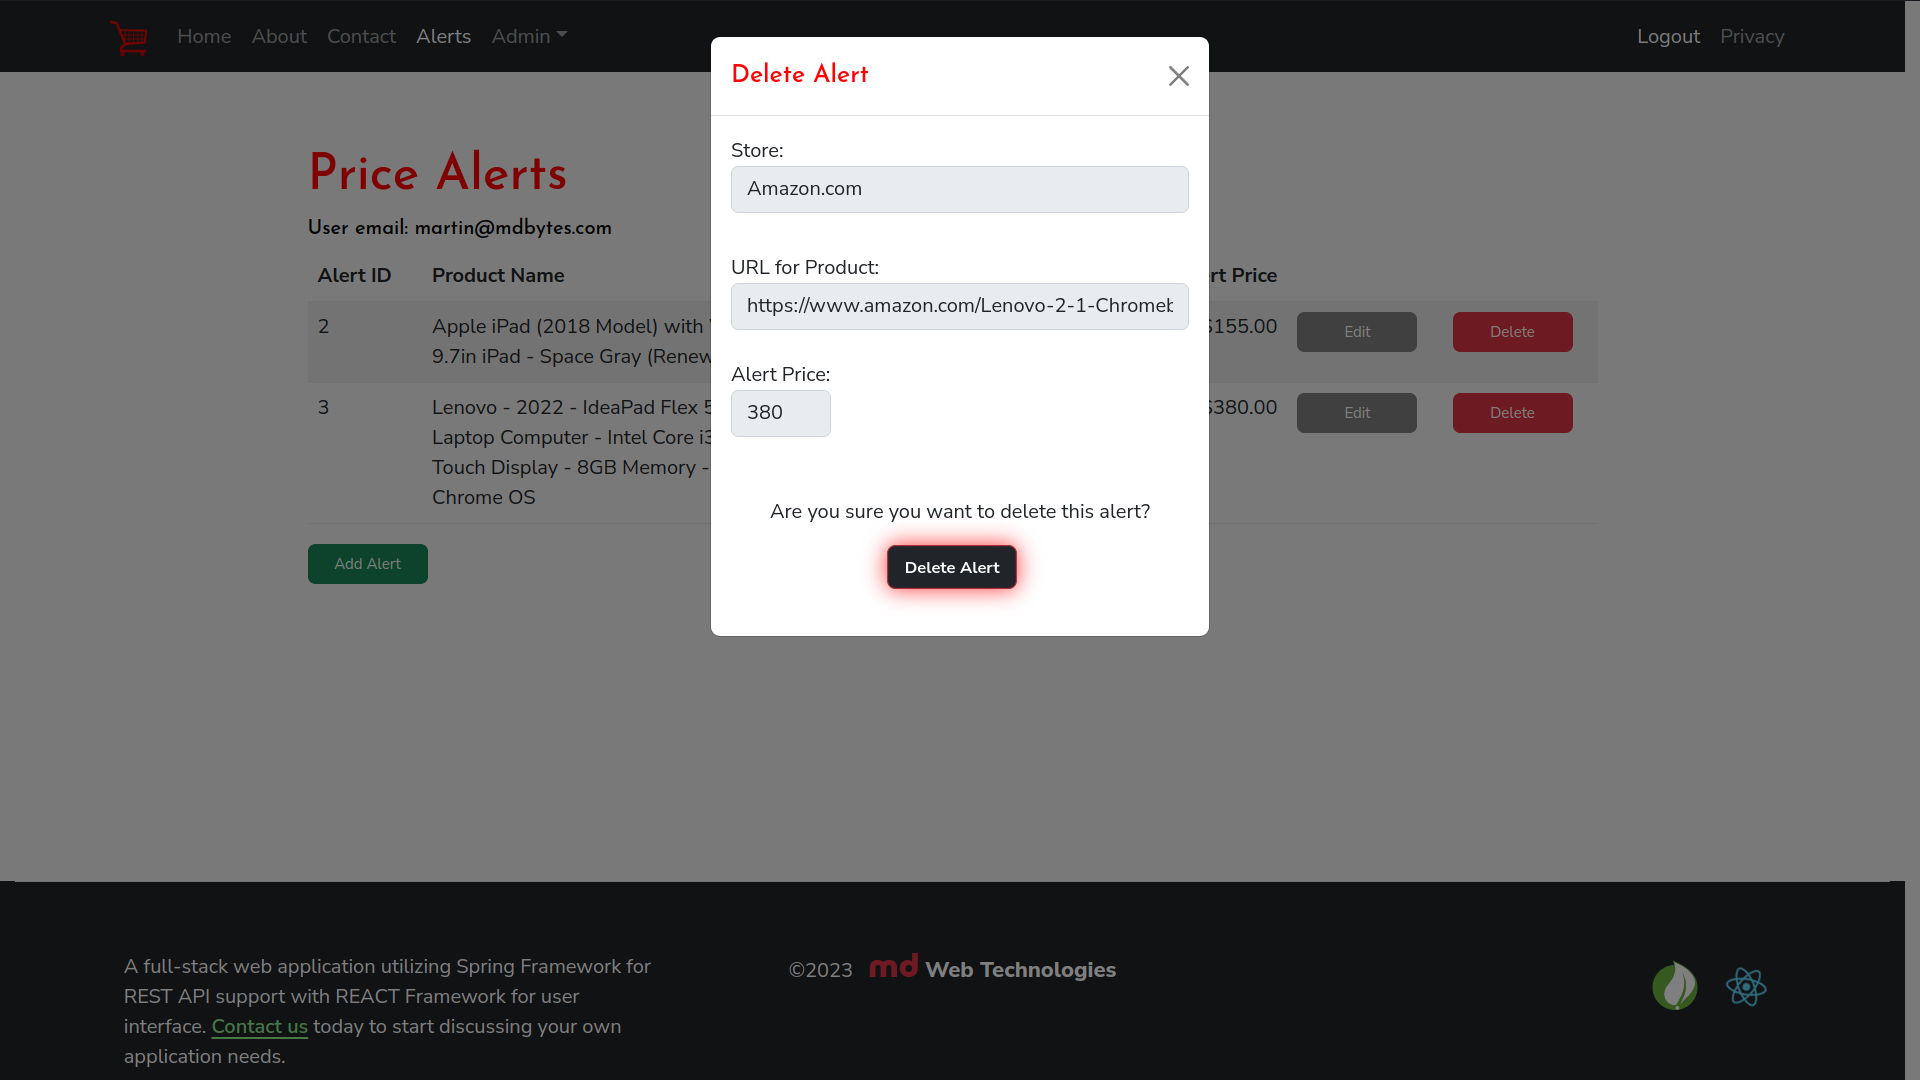 Home About Contact Alerts Admin Logout Privacy
Delete Alert
Store:
Amazon.com
URL for Product:
https://www.amazon.com/Lenovo-2-1-Chromeb
Alert Price:
380
Are you sure you want to delete this alert?
Delete Alert
Price Alerts
User email: martin@mdbytes.com
Alert ID Product Name Price
2 Apple iPad (2018 Model) with $155.00 Edit Delete
9.7in iPad - Space Gray (Renew
3 Lenovo - 2022 - IdeaPad Flex 5 $380.00 Edit Delete
Laptop Computer - Intel Core i3
Touch Display - 8GB Memory -
Chrome OS
Add Alert
A full-stack web application utilizing Spring Framework for
REST API support with REACT Framework for user
interface. Contact us today to start discussing your own
application needs.
©2023 md Web Technologies